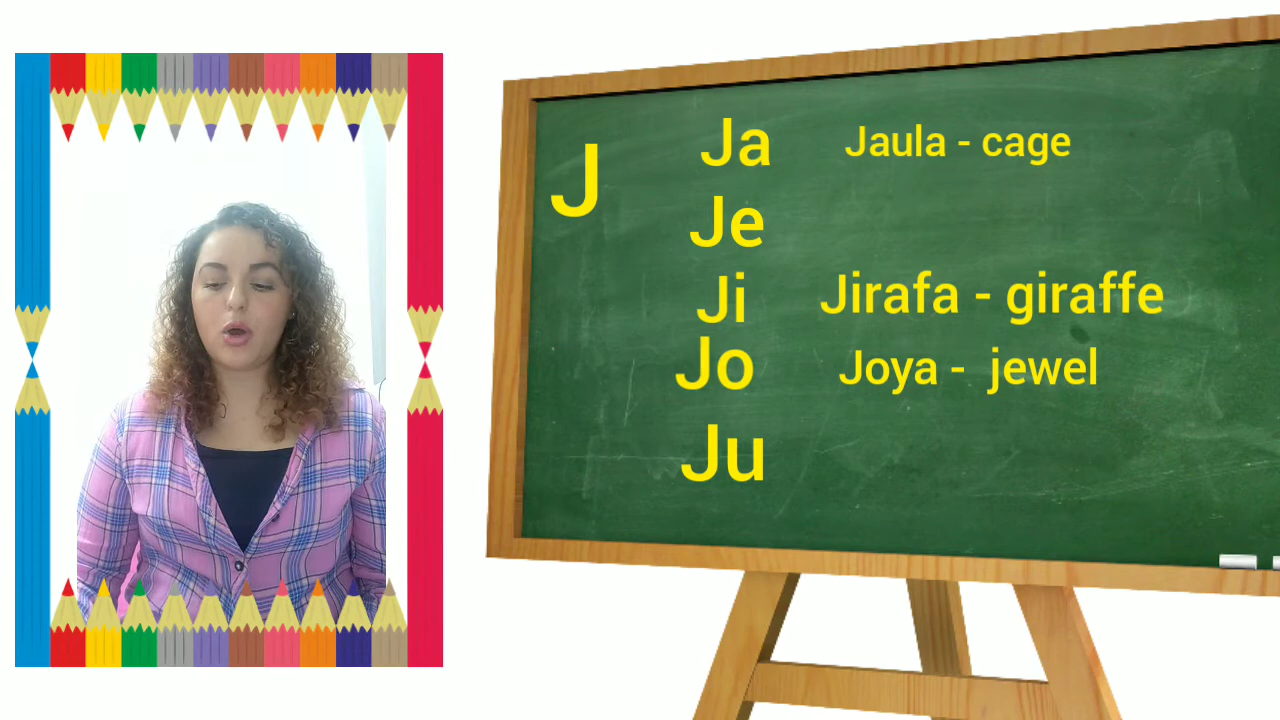 J
Ja Jaula - cage
Je
Ji Jirafa - giraffe
Jo Joya - jewel
Ju